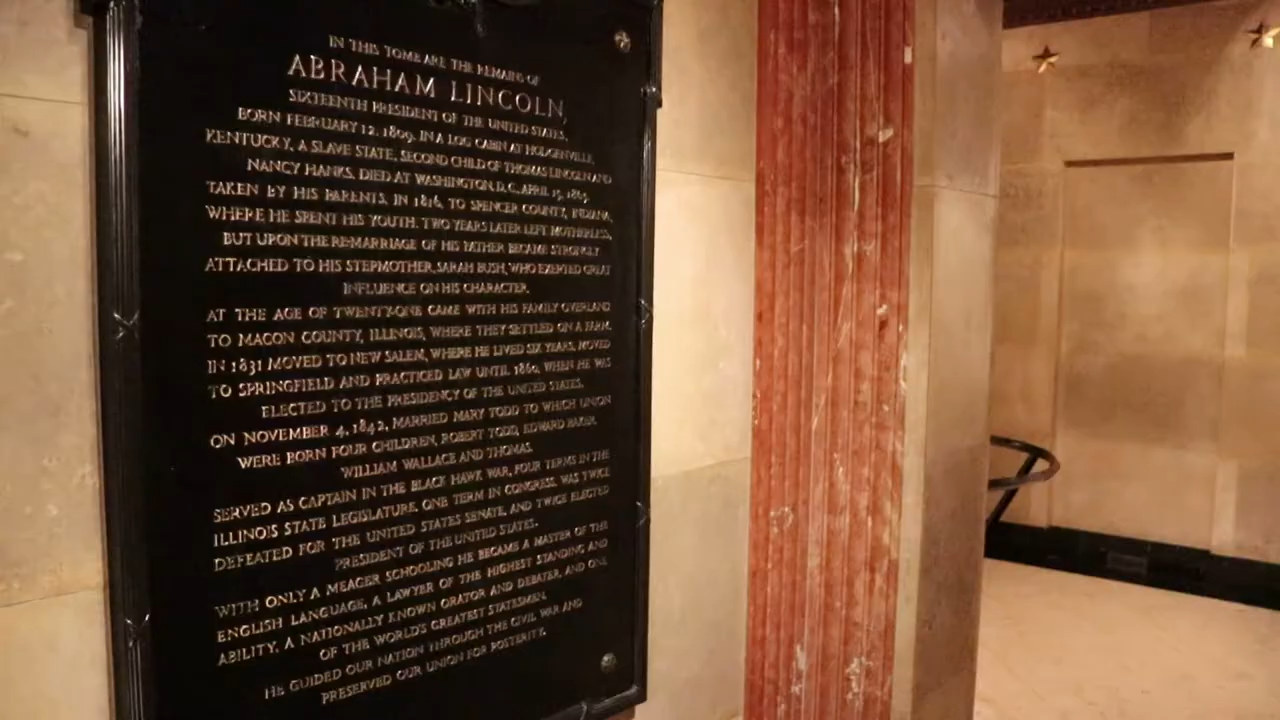 IN THIS TOMB ARE THE REMAINS OF
ABRAHAM LINCOLN,
SIXTEENTH PRESIDENT OF THE UNITED STATES,
BORN FEBRUARY 12, 1809, IN A LOG CABIN AT HODGENVILLE,
KENTUCKY, A SLAVE STATE, SECOND CHILD OF THOMAS LINCOLN AND
NANCY HANKS. DIED AT WASHINGTON, D.C., APRIL 15, 1865.
TAKEN BY HIS PARENTS, IN 1816, TO SPENCER COUNTY, INDIANA,
WHERE HE SPENT HIS YOUTH. TWO YEARS LATER LEFT MOTHERLESS,
BUT UPON THE REMARRIAGE OF HIS FATHER BECAME STRONGLY
ATTACHED TO HIS STEPMOTHER, SARAH BUSH, WHO EXERTED GREAT
INFLUENCE ON HIS CHARACTER.
AT THE AGE OF TWENTY-ONE CAME WITH HIS FAMILY OVERLAND
TO MACON COUNTY, ILLINOIS, WHERE THEY SETTLED ON A FARM.
IN 1831 MOVED TO NEW SALEM, WHERE HE LIVED SIX YEARS, MOVED
TO SPRINGFIELD AND PRACTICED LAW UNTIL 1860, WHEN HE WAS
ELECTED TO THE PRESIDENCY OF THE UNITED STATES.
ON NOVEMBER 4, 1842, MARRIED MARY TODD TO WHICH UNION
WERE BORN FOUR CHILDREN, ROBERT TODD, EDWARD BAKER,
WILLIAM WALLACE AND THOMAS.
SERVED AS CAPTAIN IN THE BLACK HAWK WAR, FOUR TERMS IN THE
ILLINOIS STATE LEGISLATURE, ONE TERM IN CONGRESS, WAS TWICE
DEFEATED FOR THE UNITED STATES SENATE, AND TWICE ELECTED
PRESIDENT OF THE UNITED STATES.
WITH ONLY A MEAGER SCHOOLING HE BECAME A MASTER OF THE
ENGLISH LANGUAGE, A LAWYER OF THE HIGHEST STANDING AND
ABILITY, A NATIONALLY KNOWN ORATOR AND DEBATER, AND ONE
OF THE WORLD'S GREATEST STATESMEN.
HE GUIDED OUR NATION THROUGH THE CIVIL WAR AND
PRESERVED OUR UNION FOR POSTERITY.